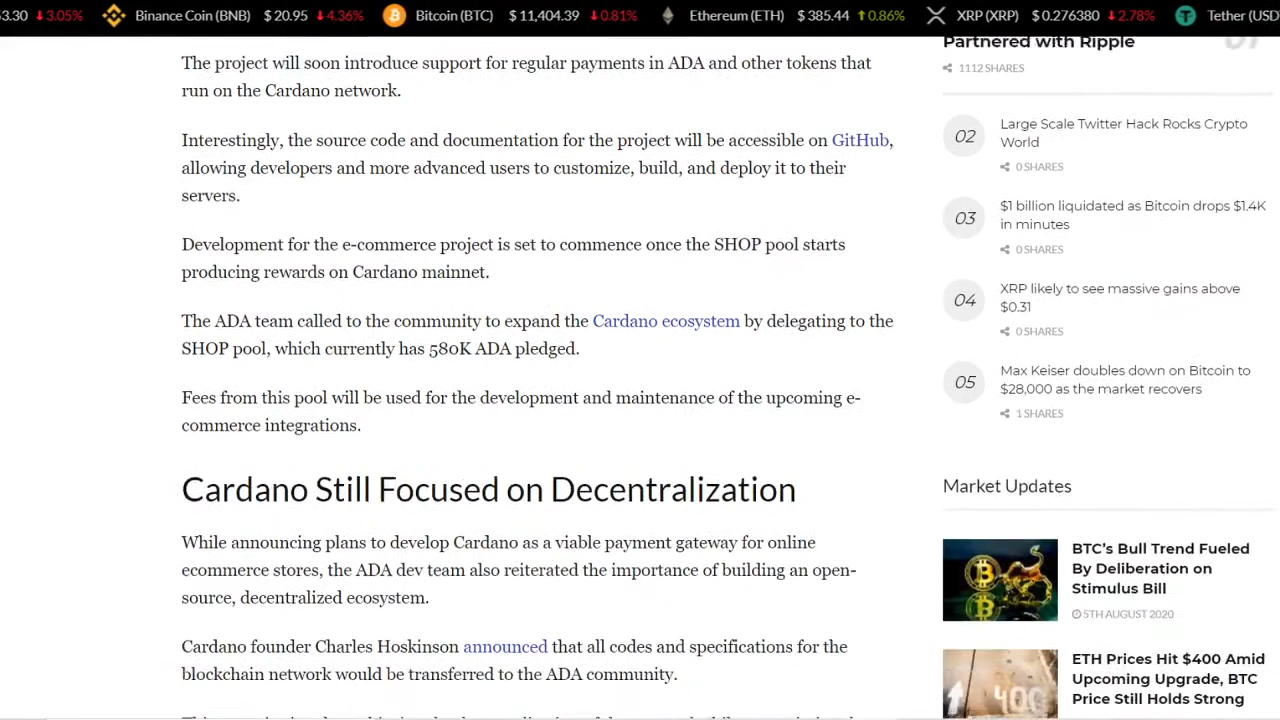 53.30 3.05% Binance Coin (BNB) $ 20.95 4.36% Bitcoin (BTC) $ 11,404.39 0.81% Ethereum (ETH) $ 385.44 0.86% XRP (XRP) $ 0.276380 2.78% Tether (USD
The project will soon introduce support for regular payments in ADA and other tokens that
run on the Cardano network.
Interestingly, the source code and documentation for the project will be accessible on GitHub,
allowing developers and more advanced users to customize, build, and deploy it to their
servers.
Development for the e-commerce project is set to commence once the SHOP pool starts
producing rewards on Cardano mainnet.
The ADA team called to the community to expand the Cardano ecosystem by delegating to the
SHOP pool, which currently has 580K ADA pledged.
Fees from this pool will be used for the development and maintenance of the upcoming e-
commerce integrations.
Cardano Still Focused on Decentralization
While announcing plans to develop Cardano as a viable payment gateway for online
ecommerce stores, the ADA dev team also reiterated the importance of building an open-
source, decentralized ecosystem.
Cardano founder Charles Hoskinson announced that all codes and specifications for the
blockchain network would be transferred to the ADA community.
Partnered with Ripple
1112 SHARES
02
Large Scale Twitter Hack Rocks Crypto
World
0 SHARES
03
$1 billion liquidated as Bitcoin drops $1.4K
in minutes
0 SHARES
04
XRP likely to see massive gains above
$0.31
0 SHARES
05
Max Keiser doubles down on Bitcoin to
$28,000 as the market recovers
1 SHARES
Market Updates
BTC's Bull Trend Fueled
By Deliberation on
Stimulus Bill
5TH AUGUST 2020
ETH Prices Hit $400 Amid
Upcoming Upgrade, BTC
Price Still Holds Strong
400